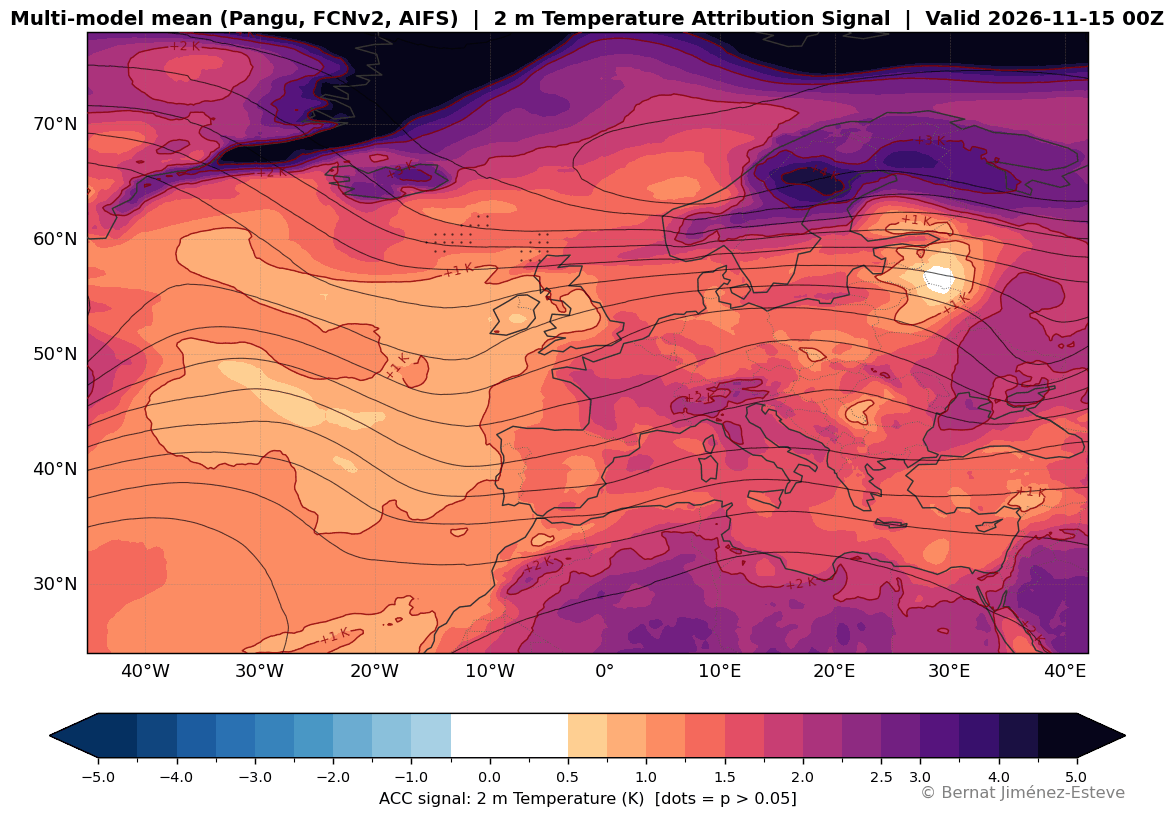 Multi-model mean (Pangu, FCNv2, AIFS) | 2 m Temperature Attribution Signal | Valid 2026-11-15 00Z
+2 K
70°N
+3 K
+3 K
+2 K
+1 K
60°N
+1 K
+1 K
50°N
+1 K
+2 K
40°N
+1 K
+2 K
30°N
+2 K
+1 K
+1 K
40°W 30°W 20°W 10°W 0° 10°E 20°E 30°E 40°E
−5.0 −4.0 −3.0 −2.0 −1.0 0.0 0.5 1.0 1.5 2.0 2.5 3.0 4.0 5.0
ACC signal: 2 m Temperature (K) [dots = p > 0.05]
© Bernat Jiménez-Esteve